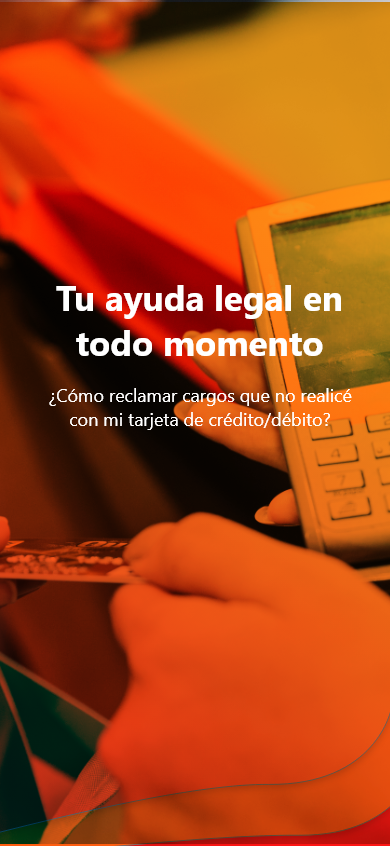 Tu ayuda legal en
todo momento
¿Cómo reclamar cargos que no realicé
con mi tarjeta de crédito/débito?